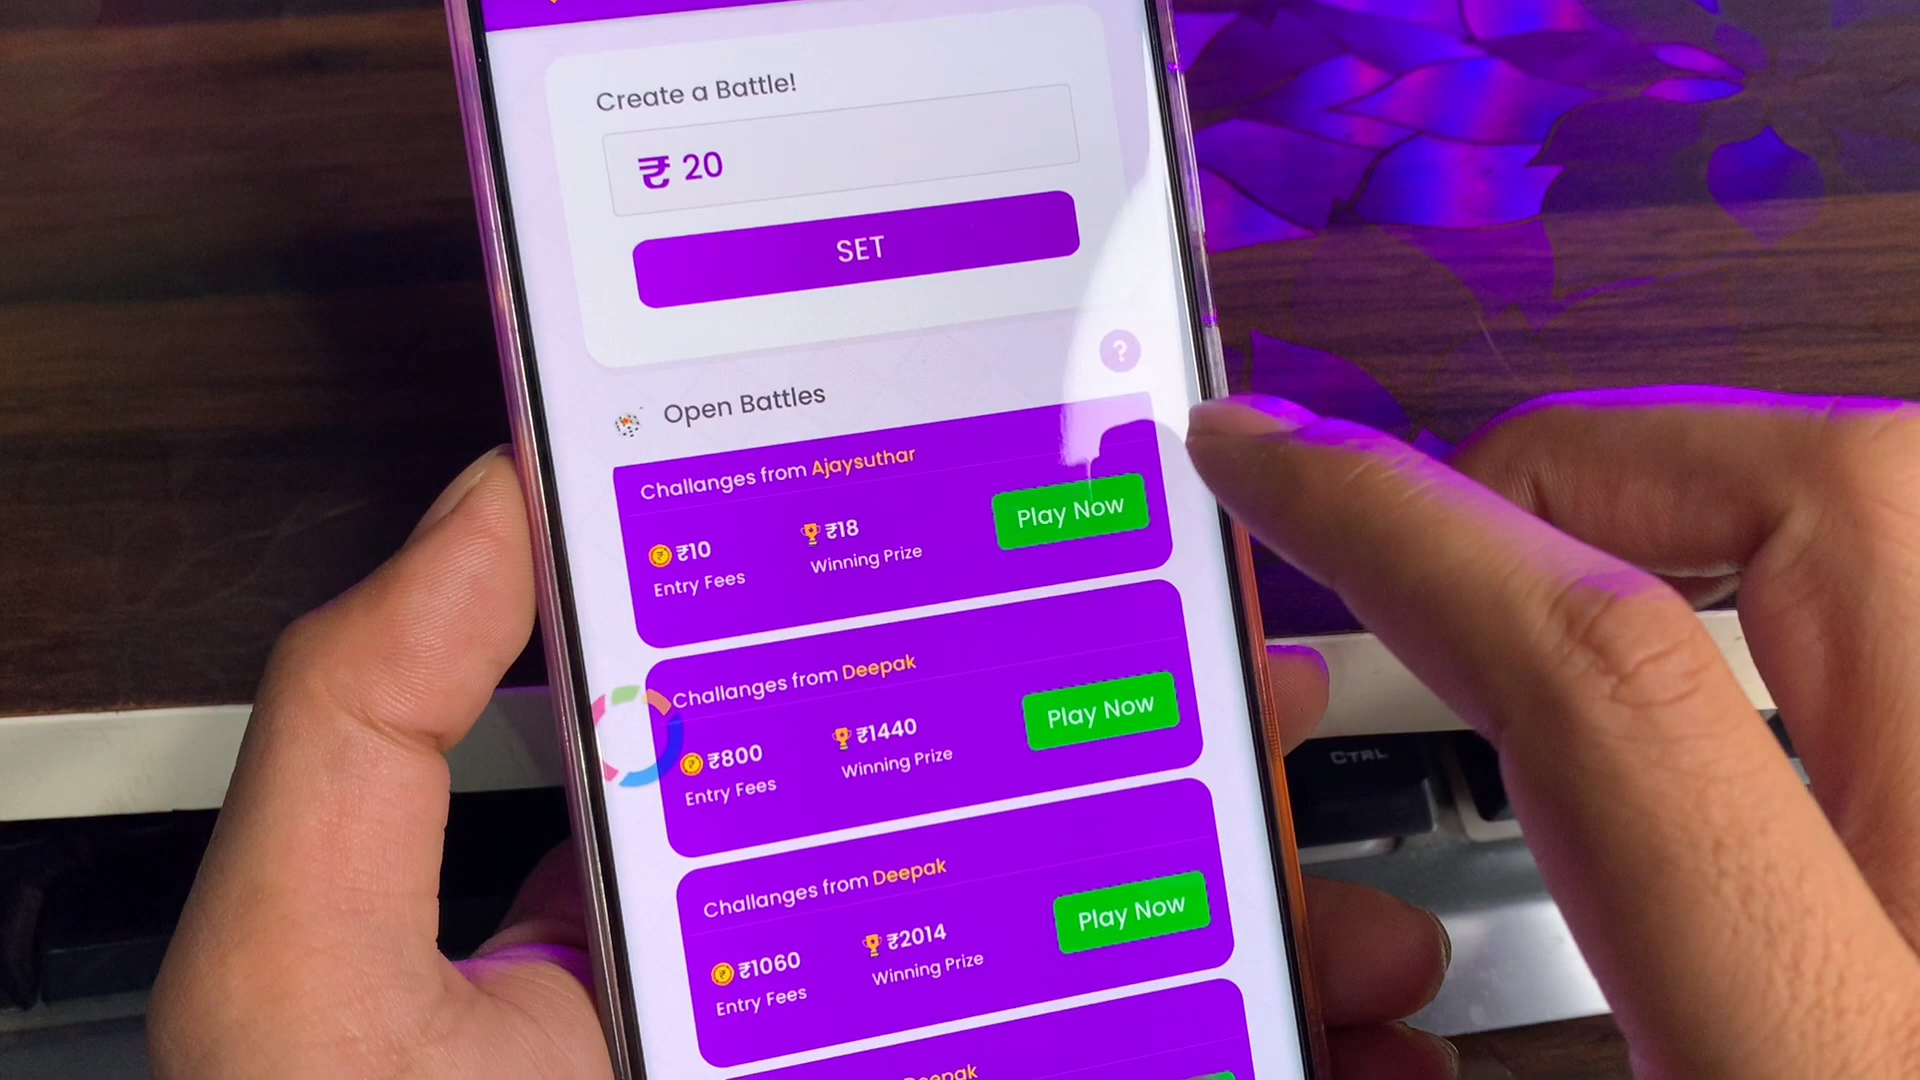 Create a Battle!
₹ 20
SET
?
Open Battles
Challanges from Ajaysuthar
₹10
₹18
Play Now
Entry Fees
Winning Prize
Challanges from Deepak
₹800
₹1440
Play Now
Entry Fees
Winning Prize
Challanges from Deepak
₹1060
₹2014
Play Now
Entry Fees
Winning Prize
Deepak
CTRL